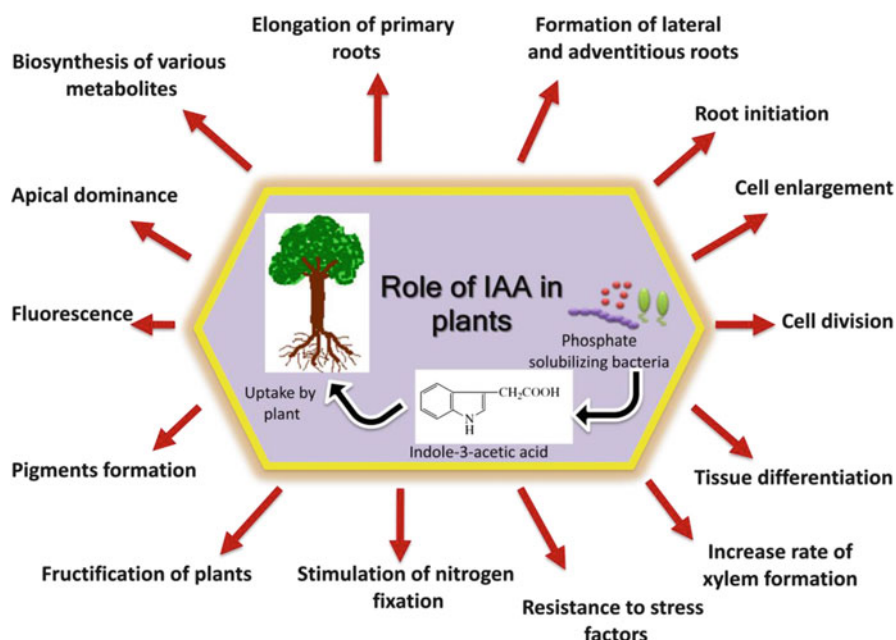 Elongation of primary
roots
Formation of lateral
and adventitious roots
Biosynthesis of various
metabolites
Root initiation
Cell enlargement
Apical dominance
Fluorescence
Cell division
Role of IAA in
plants
Phosphate
solubilizing bacteria
Uptake by
plant
CH2COOH
N
H
Indole-3-acetic acid
Pigments formation
Tissue differentiation
Fructification of plants
Stimulation of nitrogen
fixation
Resistance to stress
factors
Increase rate of
xylem formation